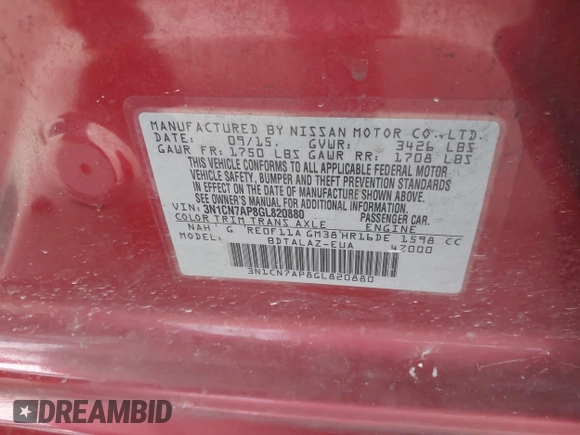 MANUFACTURED BY NISSAN MOTOR CO.,LTD.
DATE: 09/15. GVWR: 3426 LBS
GAWR FR: 1750 LBS GAWR RR: 1708 LBS
THIS VEHICLE CONFORMS TO ALL APPLICABLE FEDERAL MOTOR
VEHICLE SAFETY, BUMPER, AND THEFT PREVENTION STANDARDS
IN EFFECT ON THE DATE OF MANUFACTURE SHOWN ABOVE.
SEE OWNER'S MANUAL FOR ADDITIONAL INFORMATION.
VIN: 3N1CN7AP8GL820880 PASSENGER CAR.
COLOR TRIM TRANS AXLE ENGINE
NAH G RE0F11A GM38 HR16DE 1598 CC
MODEL: BDTALAZ-EUA 42000
3N1CN7AP8GL820880
DREAMBID